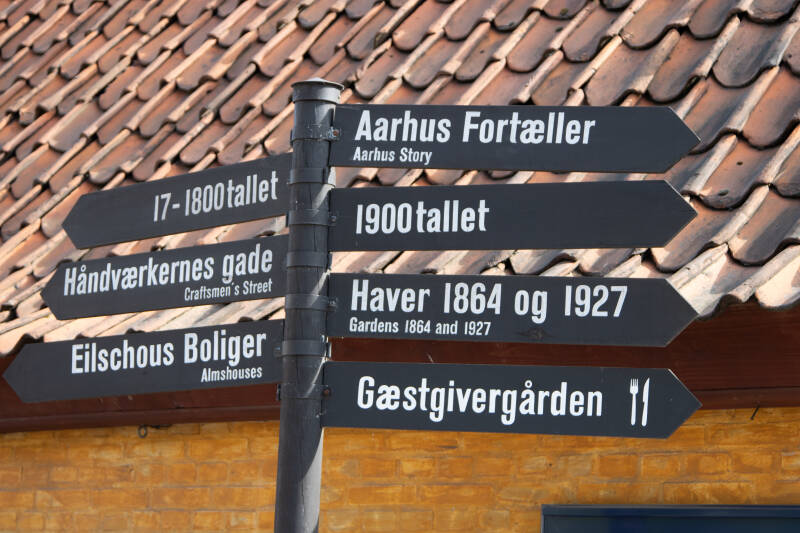 Aarhus Fortæller
Aarhus Story
17-1800tallet
1900tallet
Håndværkernes gade
Craftsmen's Street
Haver 1864 og 1927
Gardens 1864 and 1927
Eilschous Boliger
Almshouses
Gæstgivergården